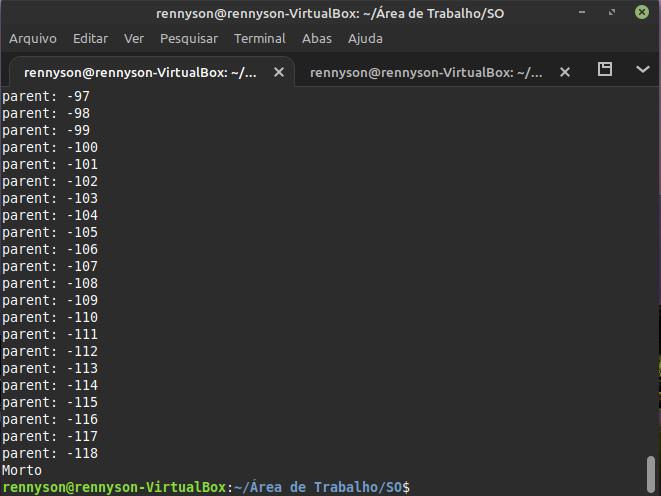 rennyson@rennyson-VirtualBox: ~/Área de Trabalho/SO
Arquivo Editar Ver Pesquisar Terminal Abas Ajuda
rennyson@rennyson-VirtualBox: ~/... rennyson@rennyson-VirtualBox: ~/...
parent: -97
parent: -98
parent: -99
parent: -100
parent: -101
parent: -102
parent: -103
parent: -104
parent: -105
parent: -106
parent: -107
parent: -108
parent: -109
parent: -110
parent: -111
parent: -112
parent: -113
parent: -114
parent: -115
parent: -116
parent: -117
parent: -118
Morto
rennyson@rennyson-VirtualBox:~/Área de Trabalho/SO$